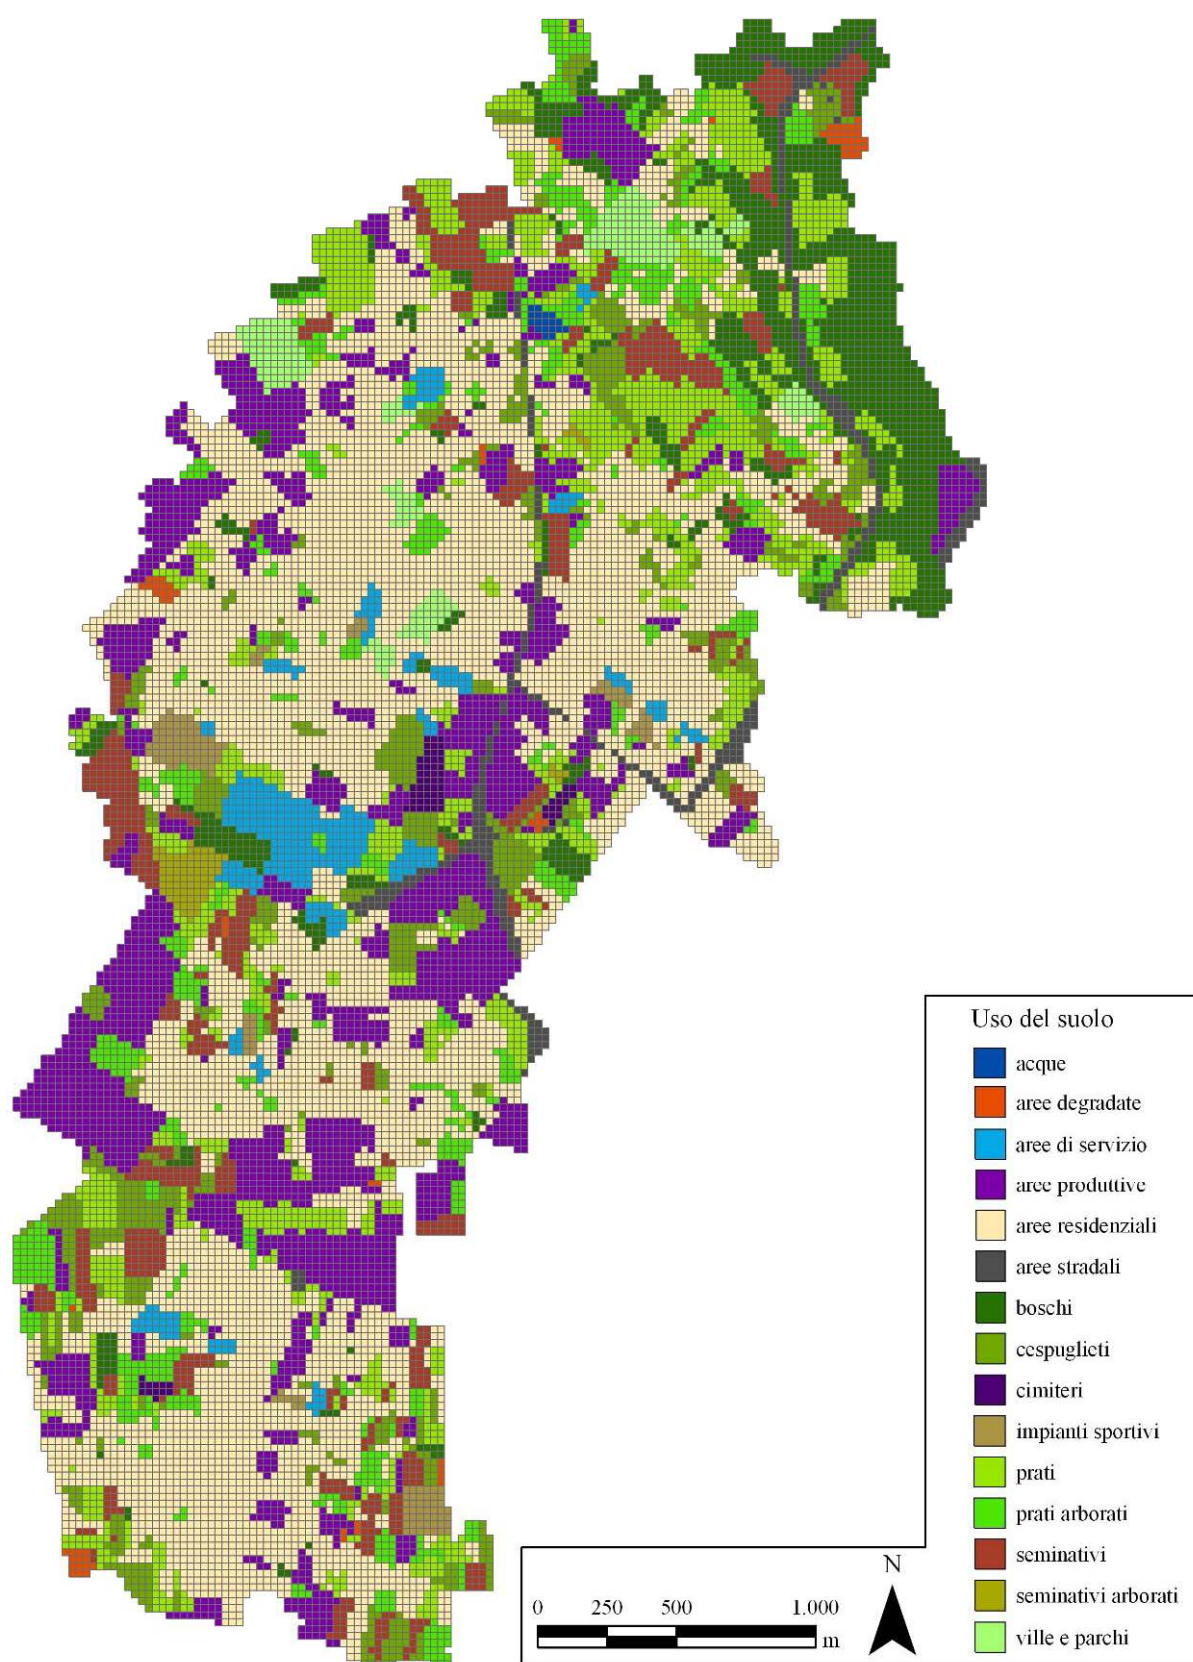 Uso del suolo
acque
aree degradate
aree di servizio
aree produttive
aree residenziali
aree stradali
boschi
cespuglieti
cimiteri
impianti sportivi
prati
prati arborati
seminativi
seminativi arborati
ville e parchi
N
0 250 500 1.000
m